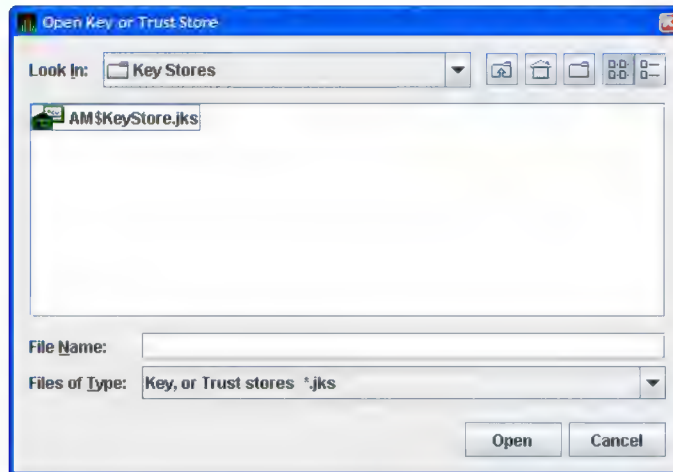 Open Key or Trust Store
Look In: Key Stores
AM$KeyStore.jks
File Name:
Files of Type: Key, or Trust stores *.jks
Open Cancel